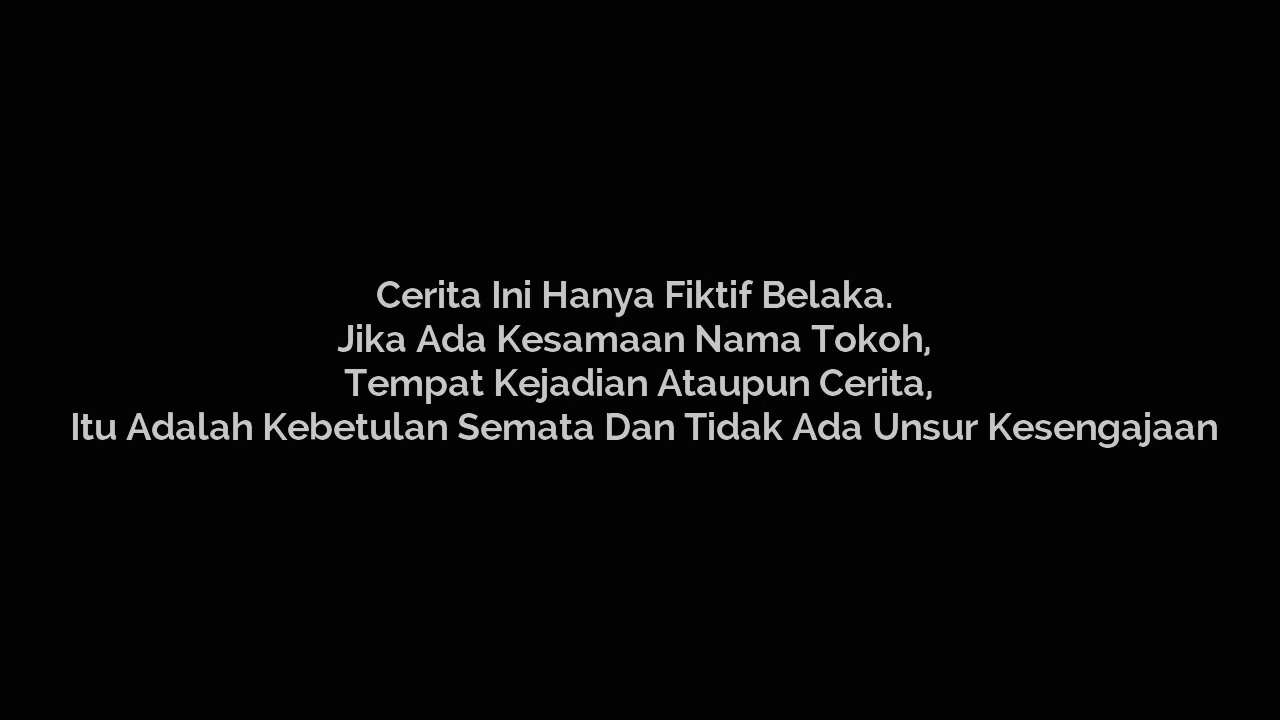 Cerita Ini Hanya Fiktif Belaka.
Jika Ada Kesamaan Nama Tokoh,
Tempat Kejadian Ataupun Cerita,
Itu Adalah Kebetulan Semata Dan Tidak Ada Unsur Kesengajaan